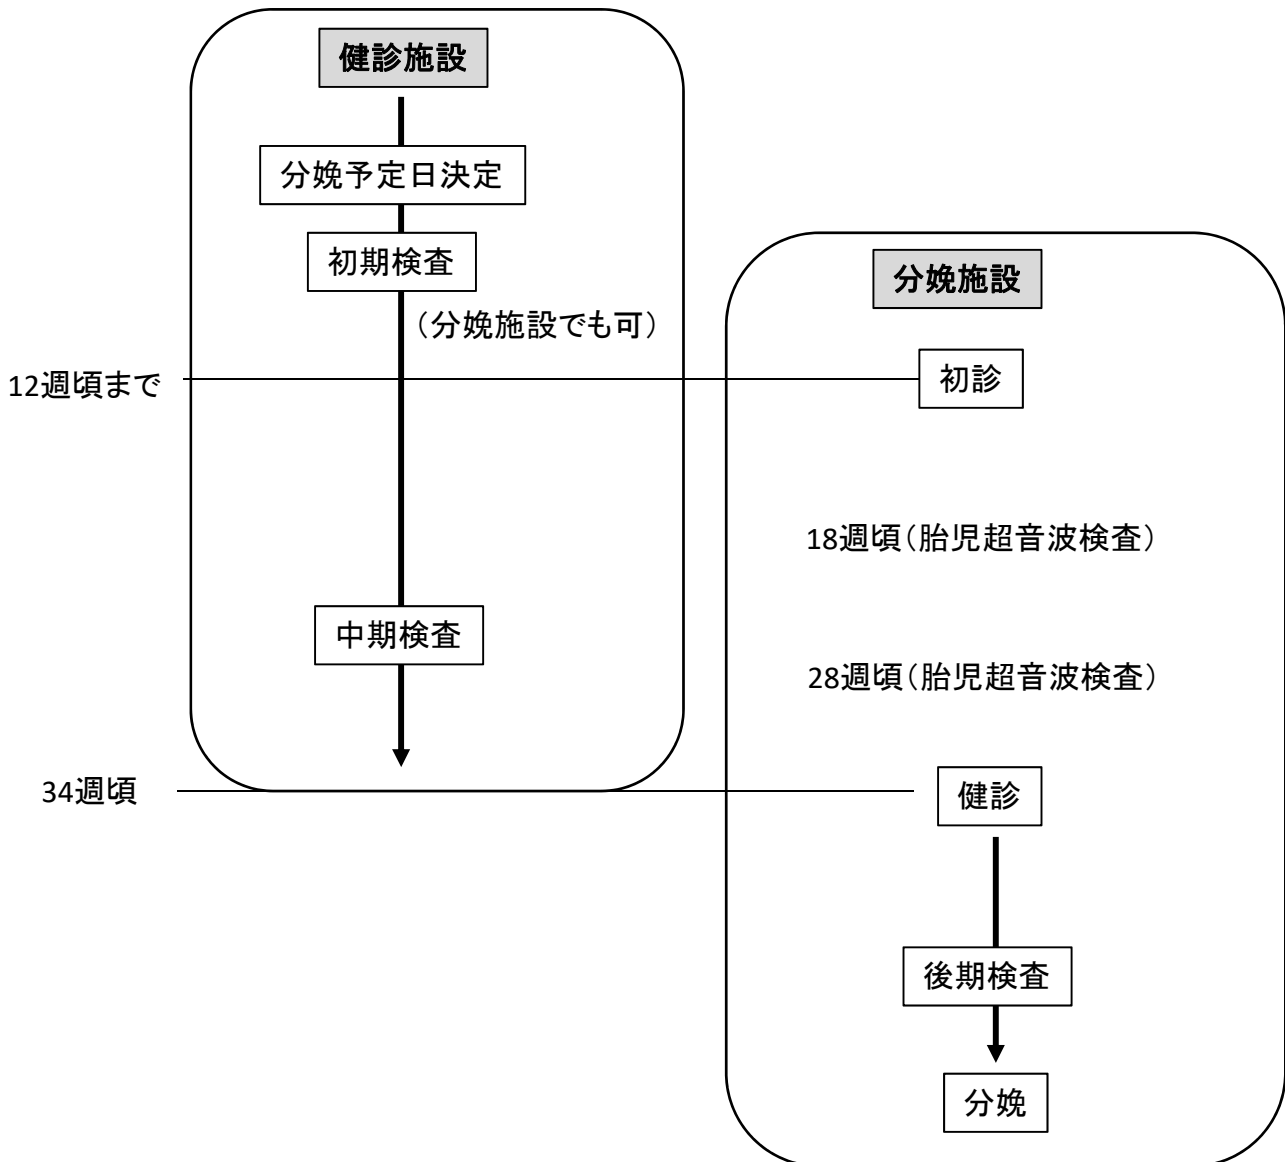 健診施設
分娩予定日決定
初期検査
（分娩施設でも可）
分娩施設
12週頃まで
初診
18週頃（胎児超音波検査）
中期検査
28週頃（胎児超音波検査）
34週頃
健診
後期検査
分娩